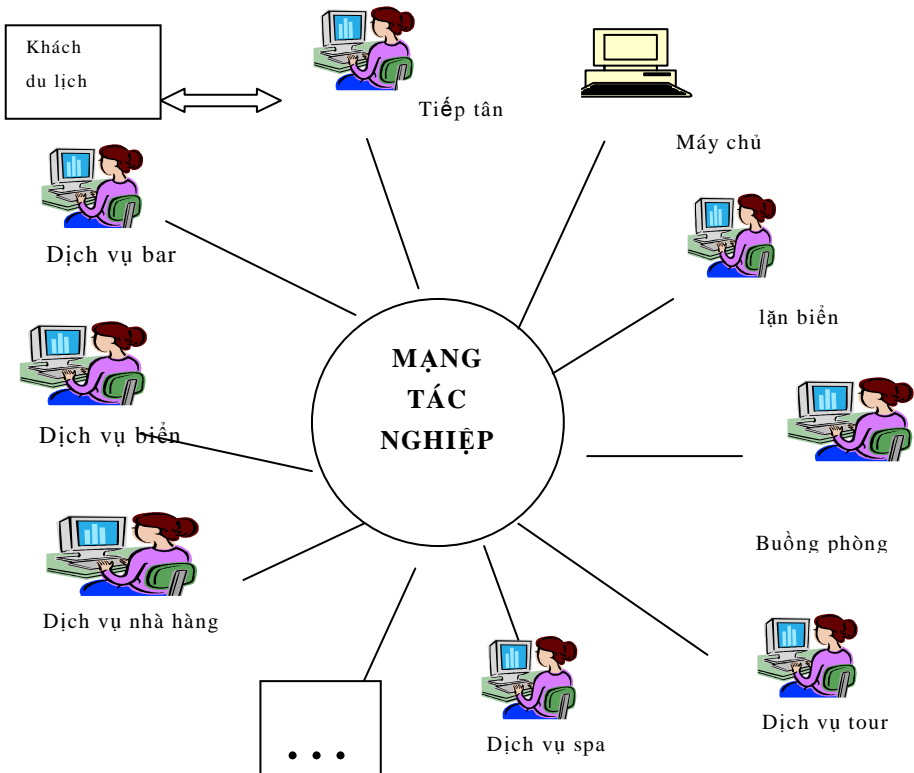 Khách
du lịch
Tiếp tân
Máy chủ
Dịch vụ bar
lặn biển
MẠNG
TÁC
NGHIỆP
Dịch vụ biển
Buồng phòng
Dịch vụ nhà hàng
Dịch vụ tour
Dịch vụ spa
• • •